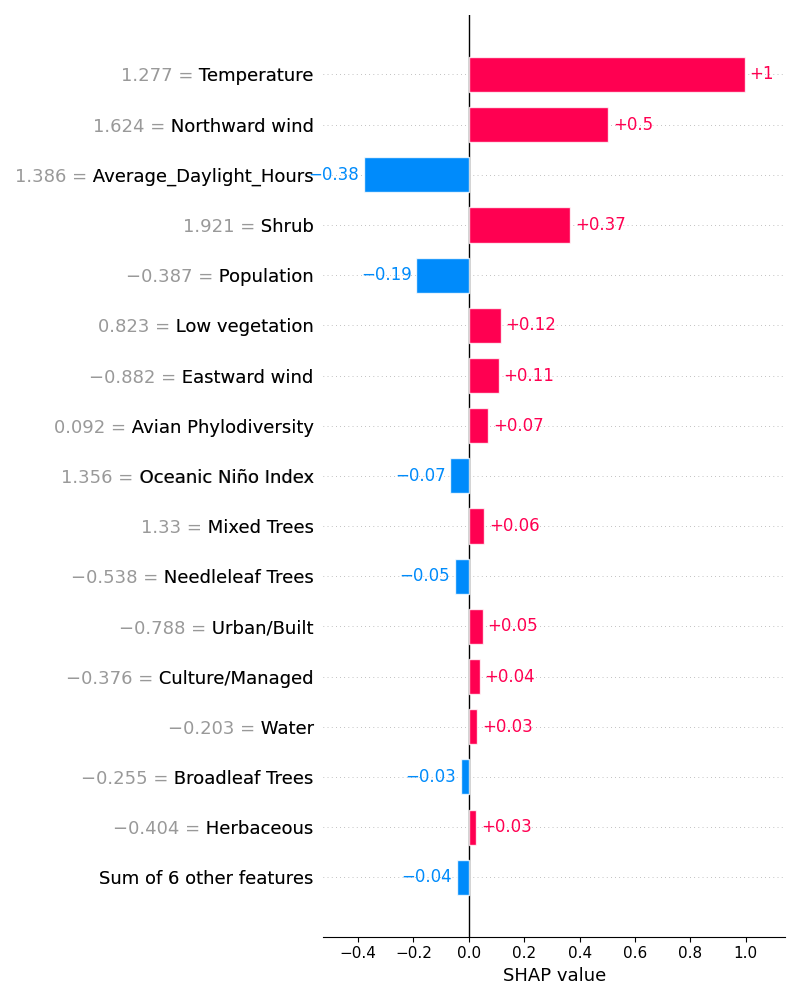 1.277 = Temperature +1
1.624 = Northward wind +0.5
1.386 = Average_Daylight_Hours −0.38
1.921 = Shrub +0.37
−0.387 = Population −0.19
0.823 = Low vegetation +0.12
−0.882 = Eastward wind +0.11
0.092 = Avian Phylodiversity +0.07
1.356 = Oceanic Niño Index −0.07
1.33 = Mixed Trees +0.06
−0.538 = Needleleaf Trees −0.05
−0.788 = Urban/Built +0.05
−0.376 = Culture/Managed +0.04
−0.203 = Water +0.03
−0.255 = Broadleaf Trees −0.03
−0.404 = Herbaceous +0.03
Sum of 6 other features −0.04
−0.4 −0.2 0.0 0.2 0.4 0.6 0.8 1.0
SHAP value